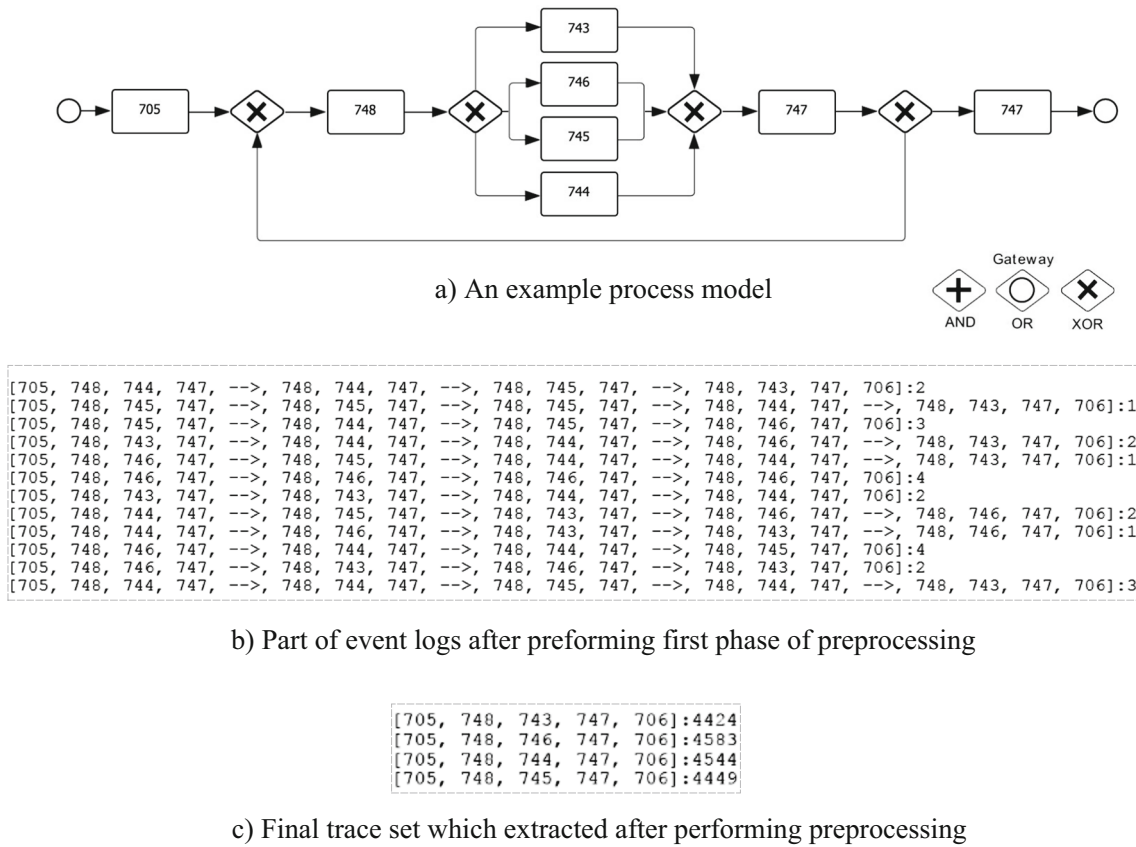 743
746
705
748
747
747
745
744
Gateway
a) An example process model
AND OR XOR
[705, 748, 744, 747, -->, 748, 744, 747, -->, 748, 745, 747, -->, 748, 743, 747, 706]:2
[705, 748, 745, 747, -->, 748, 745, 747, -->, 748, 745, 747, -->, 748, 744, 747, -->, 748, 743, 747, 706]:1
[705, 748, 745, 747, -->, 748, 744, 747, -->, 748, 744, 747, -->, 748, 746, 747, 706]:3
[705, 748, 743, 747, -->, 748, 744, 747, -->, 748, 744, 747, -->, 748, 746, 747, -->, 748, 743, 747, 706]:2
[705, 748, 746, 747, -->, 748, 745, 747, -->, 748, 744, 747, -->, 748, 744, 747, -->, 748, 743, 747, 706]:1
[705, 748, 746, 747, -->, 748, 746, 747, -->, 748, 746, 747, -->, 748, 746, 747, 706]:4
[705, 748, 743, 747, -->, 748, 743, 747, -->, 748, 744, 747, -->, 748, 744, 747, 706]:2
[705, 748, 744, 747, -->, 748, 745, 747, -->, 748, 743, 747, -->, 748, 746, 747, -->, 748, 746, 747, 706]:2
[705, 748, 744, 747, -->, 748, 746, 747, -->, 748, 743, 747, -->, 748, 743, 747, -->, 748, 746, 747, 706]:1
[705, 748, 746, 747, -->, 748, 744, 747, -->, 748, 744, 747, -->, 748, 745, 747, 706]:4
[705, 748, 746, 747, -->, 748, 743, 747, -->, 748, 746, 747, -->, 748, 743, 747, 706]:2
[705, 748, 744, 747, -->, 748, 744, 747, -->, 748, 745, 747, -->, 748, 744, 747, -->, 748, 743, 747, 706]:3
b) Part of event logs after preforming first phase of preprocessing
[705, 748, 743, 747, 706]:4424
[705, 748, 746, 747, 706]:4583
[705, 748, 744, 747, 706]:4544
[705, 748, 745, 747, 706]:4449
c) Final trace set which extracted after performing preprocessing